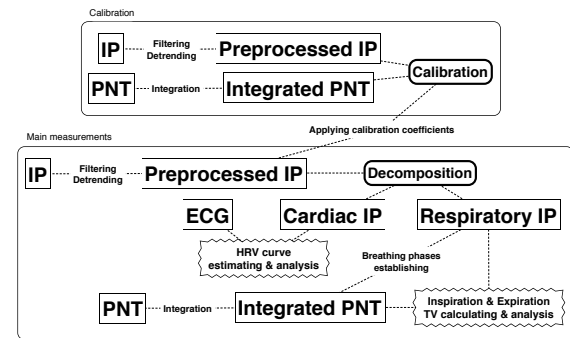 Calibration
IP
Filtering
Detrending
Preprocessed IP
PNT
Integration
Integrated PNT
Calibration
Applying calibration coefficients
Main measurements
IP
Filtering
Detrending
Preprocessed IP
Decomposition
ECG
Cardiac IP
Respiratory IP
HRV curve
estimating & analysis
Breathing phases
establishing
PNT
Integration
Integrated PNT
Inspiration & Expiration
TV calculating & analysis